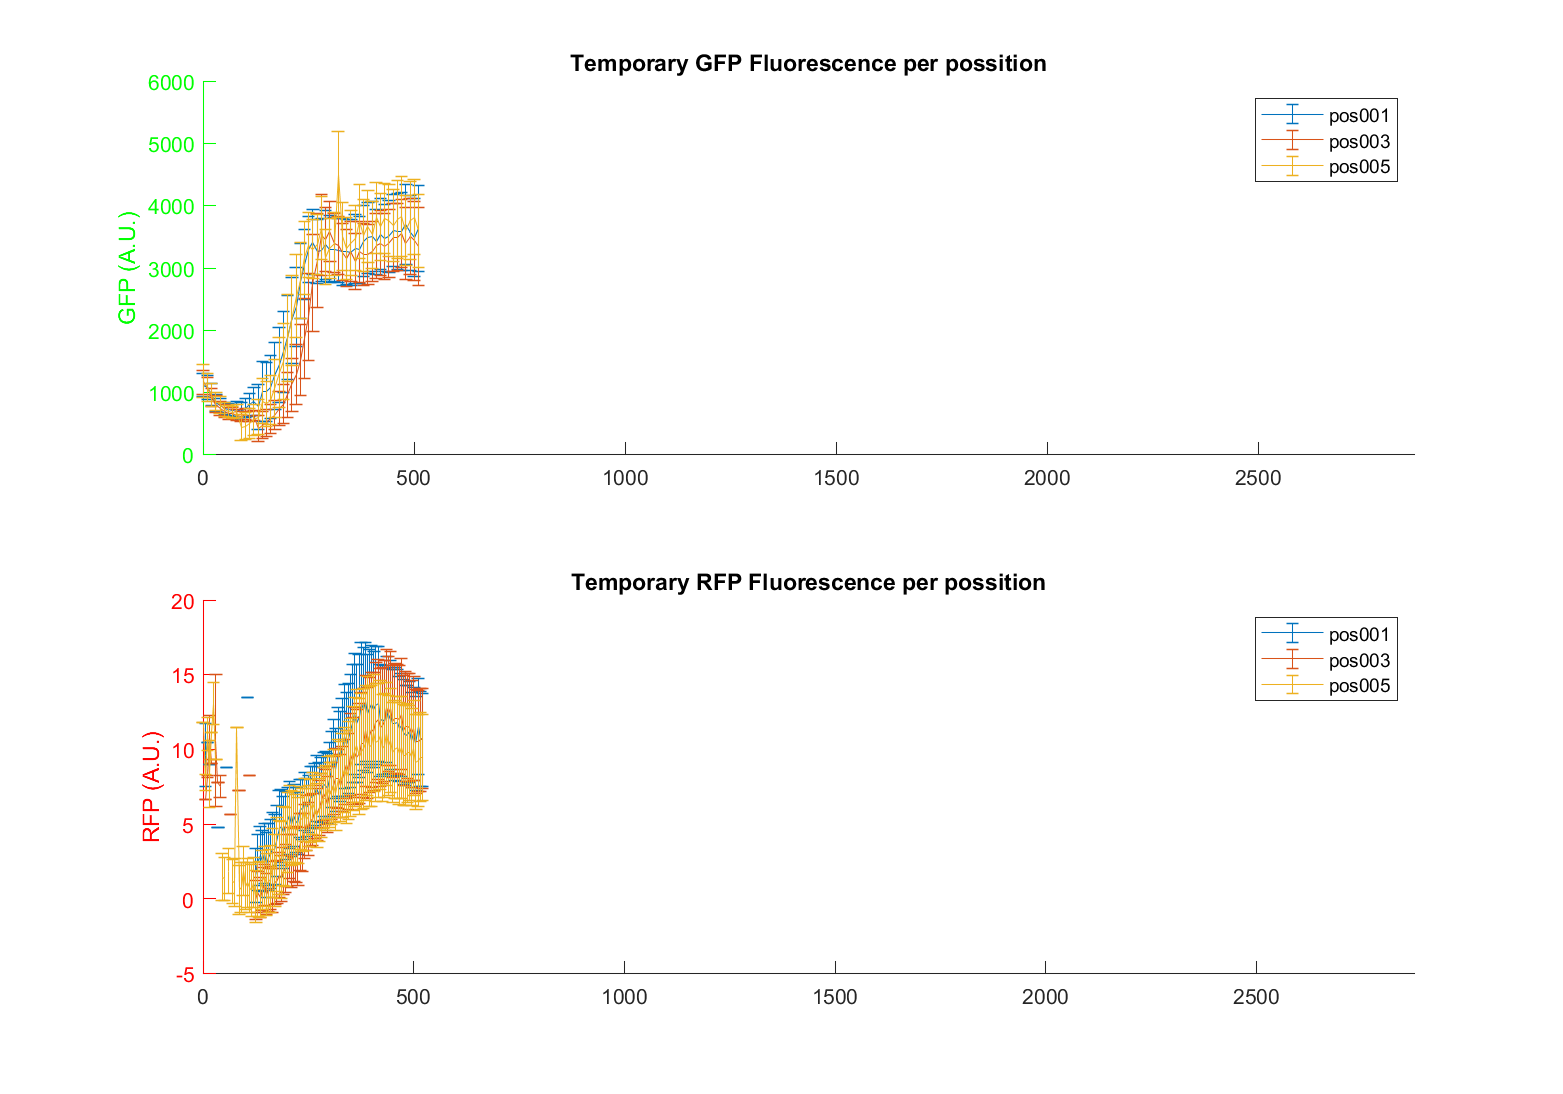 Temporary GFP Fluorescence per possition
GFP (A.U.)
6000
5000
4000
3000
2000
1000
0
0 500 1000 1500 2000 2500
pos001
pos003
pos005
Temporary RFP Fluorescence per possition
RFP (A.U.)
20
15
10
5
0
-5
0 500 1000 1500 2000 2500
pos001
pos003
pos005